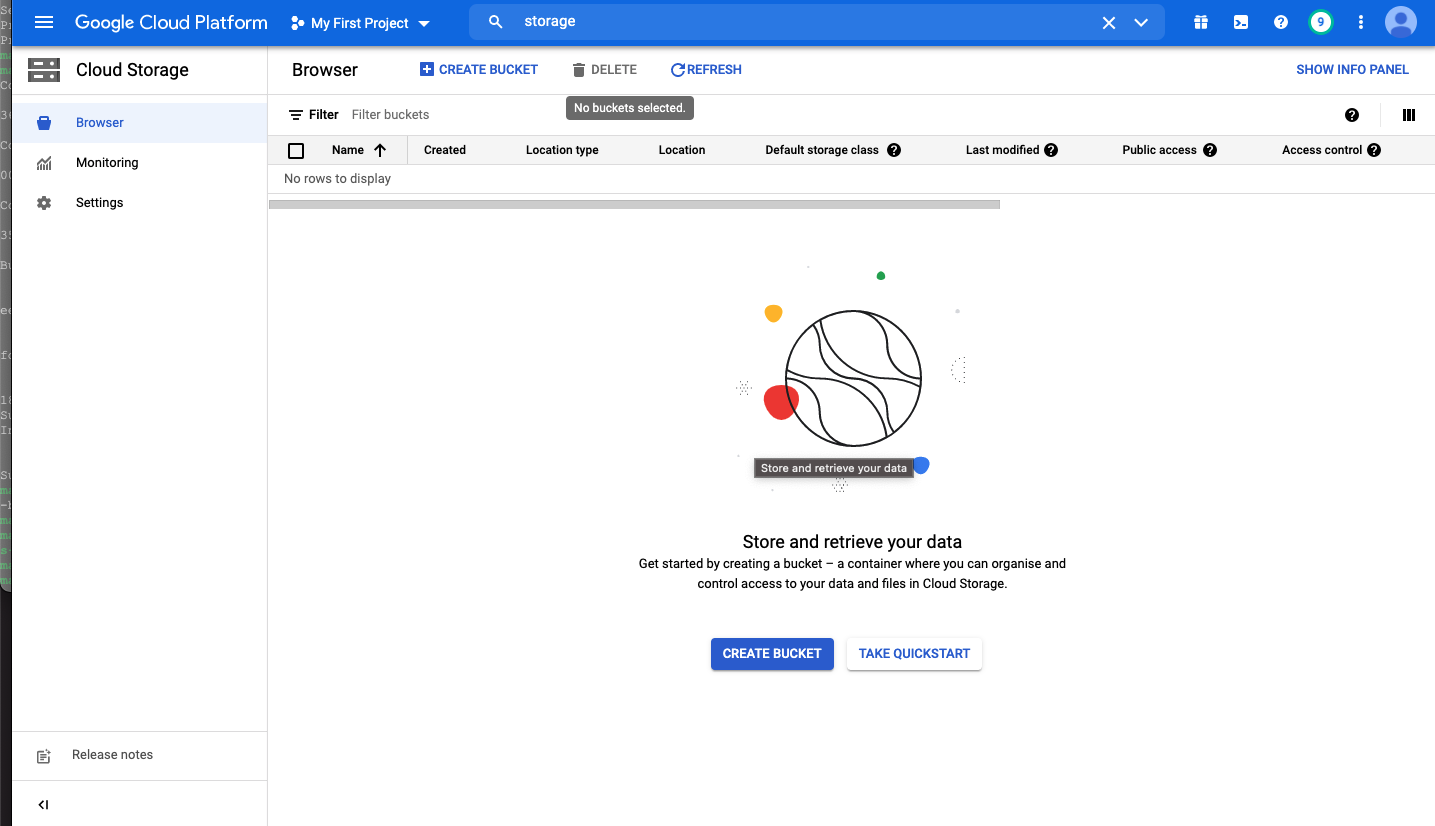 Google Cloud Platform
My First Project
storage
9
Cloud Storage
Browser
CREATE BUCKET
DELETE
REFRESH
SHOW INFO PANEL
No buckets selected.
Browser
Monitoring
Settings
Filter
Filter buckets
Name
Created
Location type
Location
Default storage class
Last modified
Public access
Access control
No rows to display
Store and retrieve your data
Store and retrieve your data
Get started by creating a bucket – a container where you can organise and
control access to your data and files in Cloud Storage.
CREATE BUCKET
TAKE QUICKSTART
Release notes